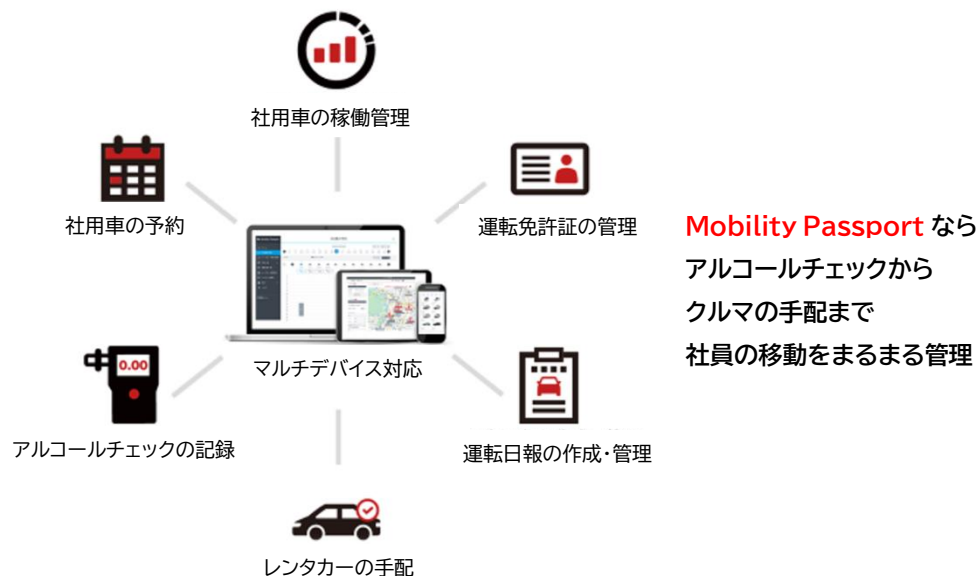 社用車の稼働管理
社用車の予約
運転免許証の管理
Mobility Passport なら
アルコールチェックから
クルマの手配まで
社員の移動をまるまる管理
マルチデバイス対応
0.00
アルコールチェックの記録
運転日報の作成・管理
レンタカーの手配